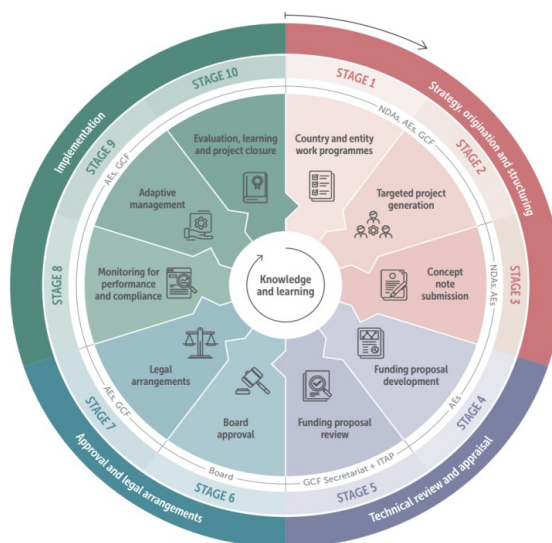 Strategy, origination and structuring
STAGE 1
STAGE 2
STAGE 3
NDAs, AEs, GCF
NDAs, AEs
Country and entity
work programmes
Targeted project
generation
Concept
note
submission
Technical review and appraisal
STAGE 4
STAGE 5
AEs
GCF Secretariat + ITAP
Funding proposal
development
Funding proposal
review
Approval and legal arrangements
STAGE 6
STAGE 7
Board
AEs, GCF
Board
approval
Legal
arrangements
Implementation
STAGE 8
STAGE 9
STAGE 10
AEs, GCF
Monitoring for
performance
and compliance
Adaptive
management
Evaluation, learning
and project closure
Knowledge
and learning